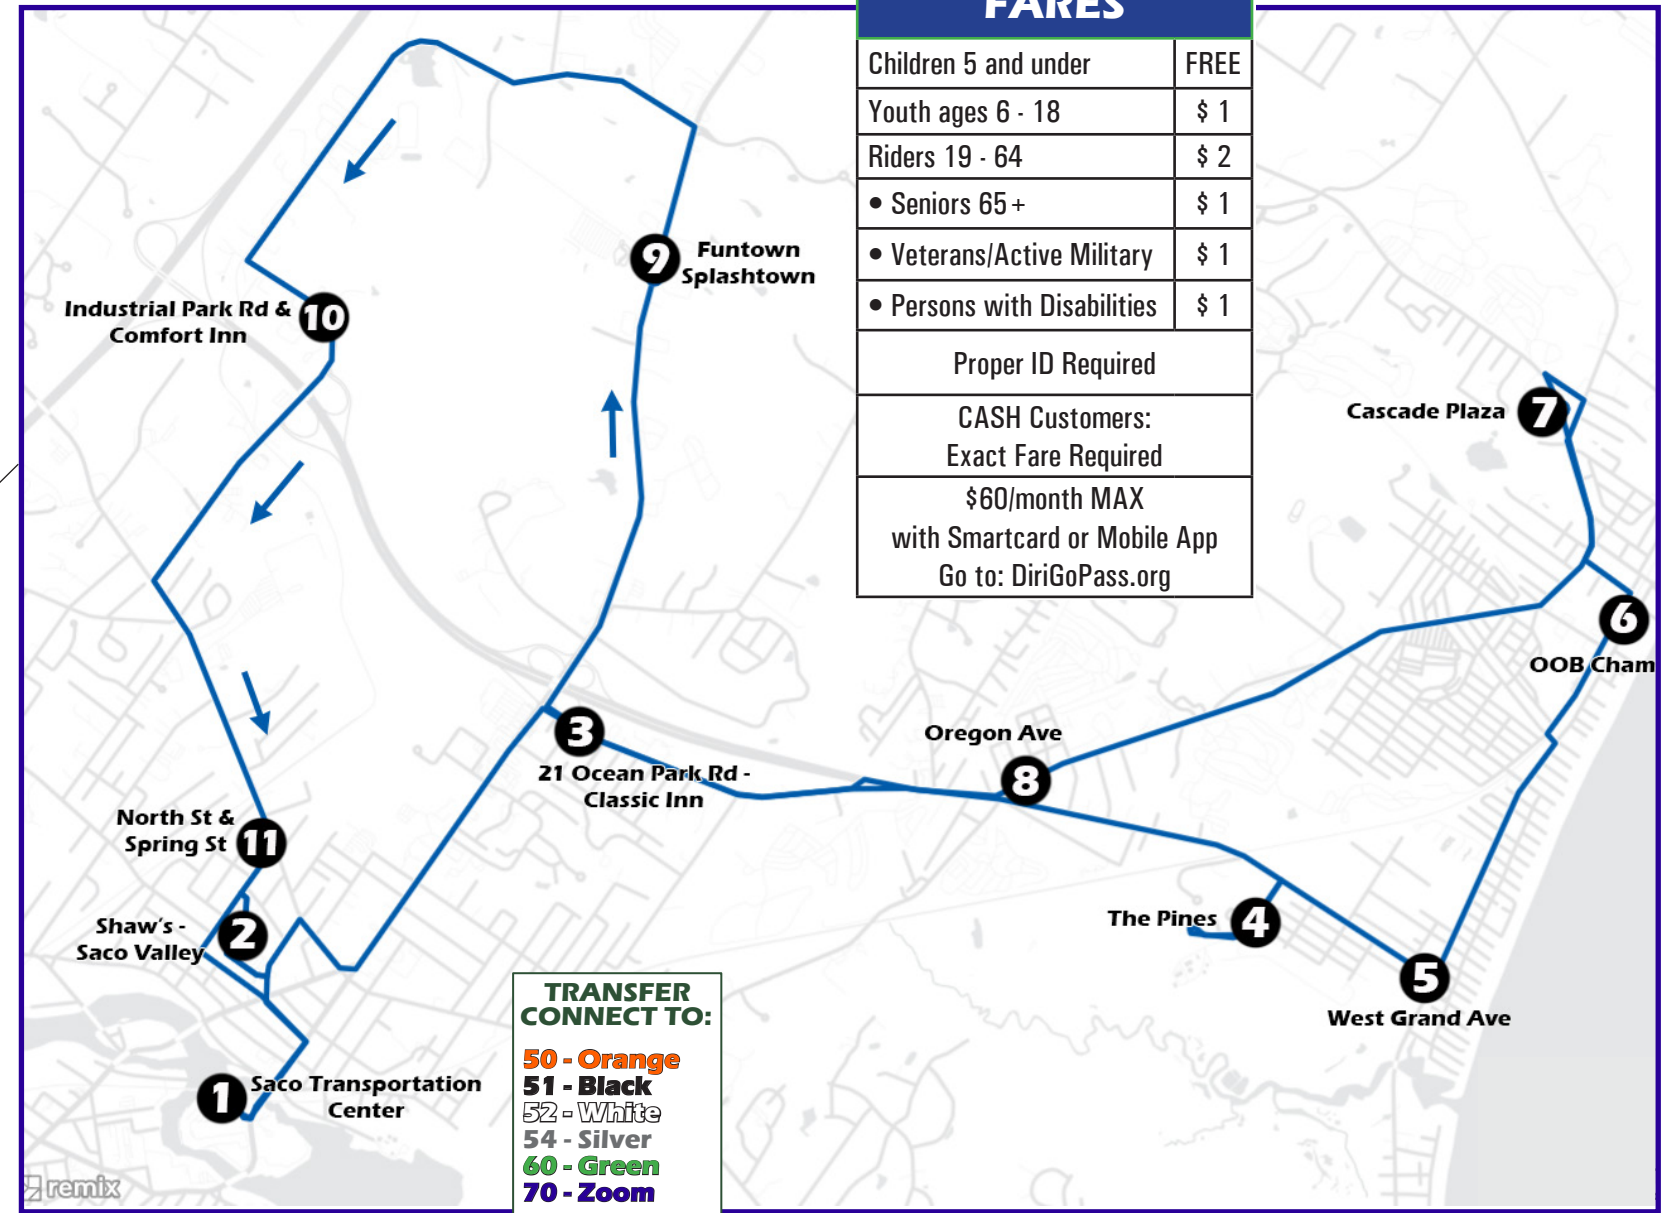 FARES
Children 5 and under FREE
Youth ages 6 - 18 $ 1
Riders 19 - 64 $ 2
• Seniors 65+ $ 1
• Veterans/Active Military $ 1
• Persons with Disabilities $ 1
Proper ID Required
CASH Customers:
Exact Fare Required
$60/month MAX
with Smartcard or Mobile App
Go to: DiriGoPass.org
9
Funtown
Splashtown
Industrial Park Rd &
Comfort Inn
10
Cascade Plaza
7
6
OOB Cham
3
21 Ocean Park Rd -
Classic Inn
Oregon Ave
8
North St &
Spring St
11
Shaw's -
Saco Valley
2
The Pines
4
5
West Grand Ave
1
Saco Transportation
Center
TRANSFER
CONNECT TO:
50 - Orange
51 - Black
52 - White
54 - Silver
60 - Green
70 - Zoom
remix